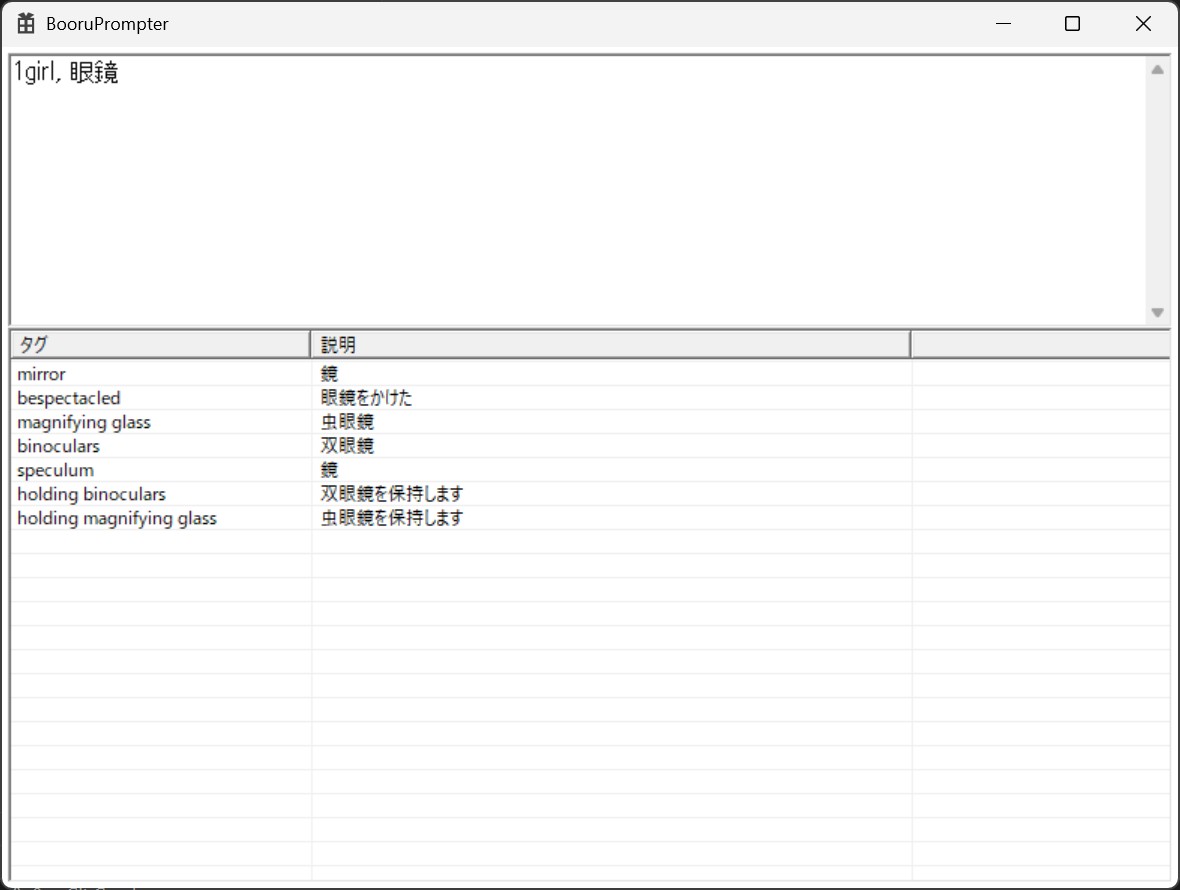 BooruPrompter
1girl, 眼鏡
タグ 説明
mirror 鏡
bespectacled 眼鏡をかけた
magnifying glass 虫眼鏡
binoculars 双眼鏡
speculum 鏡
holding binoculars 双眼鏡を保持します
holding magnifying glass 虫眼鏡を保持します